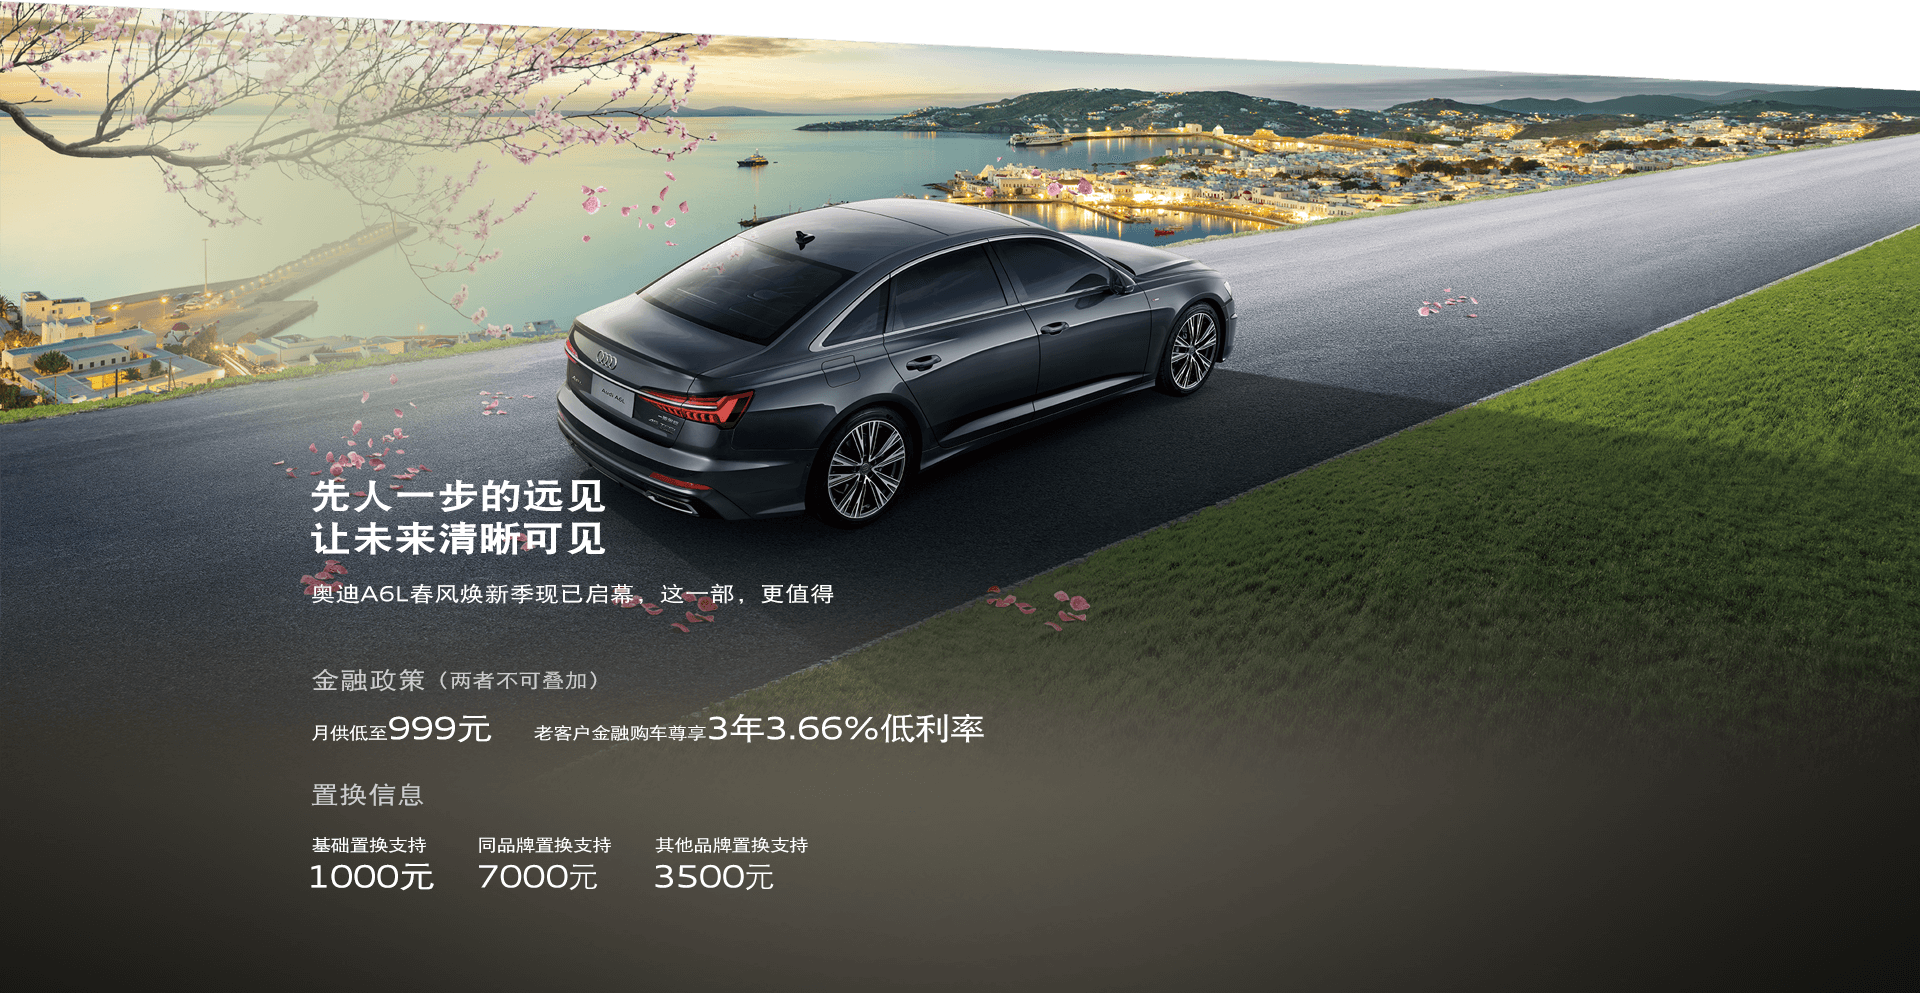 先人一步的远见
让未来清晰可见
奥迪A6L春风焕新季现已启幕，这一部，更值得
金融政策（两者不可叠加）
月供低至999元 老客户金融购车尊享3年3.66%低利率
置换信息
基础置换支持 同品牌置换支持 其他品牌置换支持
1000元 7000元 3500元
Audi A6L